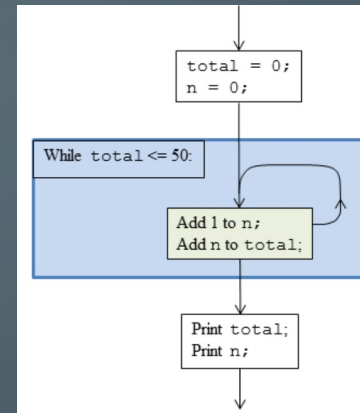 total = 0;
n = 0;
While total <= 50:
Add 1 to n;
Add n to total;
Print total;
Print n;